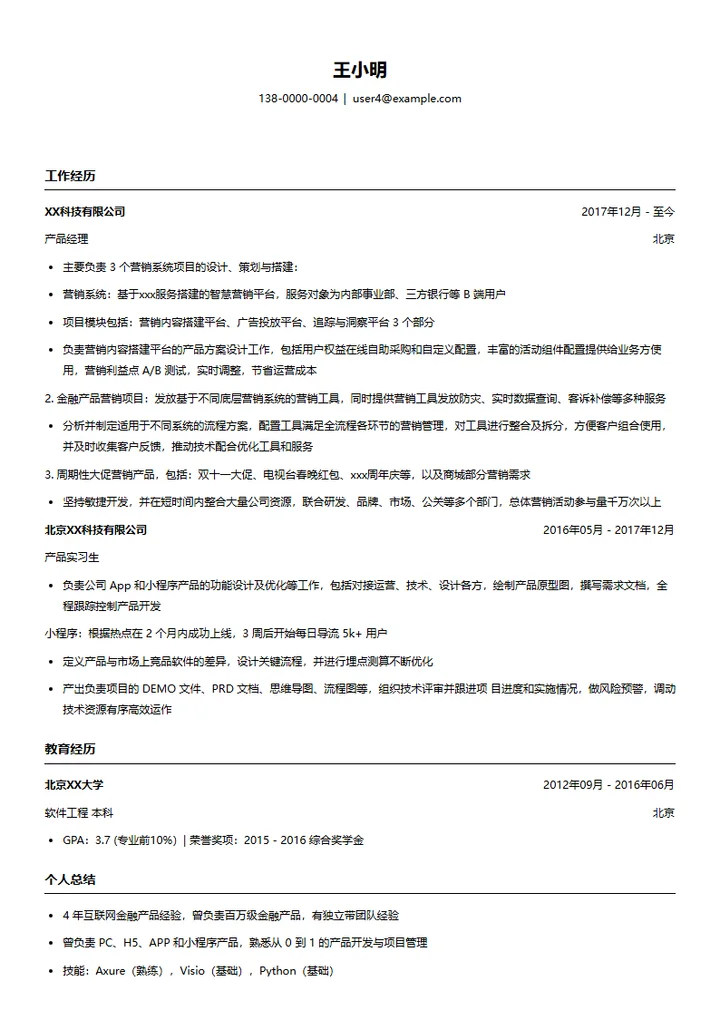 王小明
138-0000-0004 | user4@example.com
工作经历
XX科技有限公司 2017年12月 - 至今
产品经理 北京
• 主要负责 3 个营销系统项目的设计、策划与搭建：
• 营销系统：基于xxx服务搭建的智慧营销平台，服务对象为内部事业部、三方银行等 B 端用户
• 项目模块包括：营销内容搭建平台、广告投放平台、追踪与洞察平台 3 个部分
• 负责营销内容搭建平台的产品方案设计工作，包括用户权益在线自助采购和自定义配置，丰富的活动组件配置提供给业务方便
用，营销利益点 A/B 测试，实时调整，节省运营成本
2. 金融产品营销项目：发放基于不同底层营销系统的营销工具，同时提供营销工具发放防灾、实时数据查询、客诉补偿等多种服务
• 分析并制定适用于不同系统的流程方案，配置工具满足全流程各环节的营销管理，对工具进行整合及拆分，方便客户组合使用，
并及时收集客户反馈，推动技术配合优化工具和服务
3. 周期性大促营销产品，包括：双十一大促、电视台春晚红包、xxx周年庆等，以及商城部分营销需求
• 坚持敏捷开发，并在短时间内整合大量公司资源，联合研发、品牌、市场、公关等多个部门，总体营销活动参与量千万次以上
北京XX科技有限公司 2016年05月 - 2017年12月
产品实习生
• 负责公司 App 和小程序产品的功能设计及优化等工作，包括对接运营、技术、设计各方，绘制产品原型图，撰写需求文档，全
程跟踪控制产品开发
小程序：根据热点在 2 个月内成功上线，3 周后开始每日导流 5k+ 用户
• 定义产品与市场上竞品软件的差异，设计关键流程，并进行埋点测算不断优化
• 产出负责项目的 DEMO 文件、PRD 文档、思维导图、流程图等，组织技术评审并跟进项 目进度和实施情况，做风险预警，调动
技术资源有序高效运作
教育经历
北京XX大学 2012年09月 - 2016年06月
软件工程 本科 北京
• GPA：3.7 (专业前10%) | 荣誉奖项：2015 - 2016 综合奖学金
个人总结
• 4 年互联网金融产品经验，曾负责百万级金融产品，有独立带团队经验
• 曾负责 PC、H5、APP 和小程序产品，熟悉从 0 到 1 的产品开发与项目管理
• 技能：Axure（熟练），Visio（基础），Python（基础）